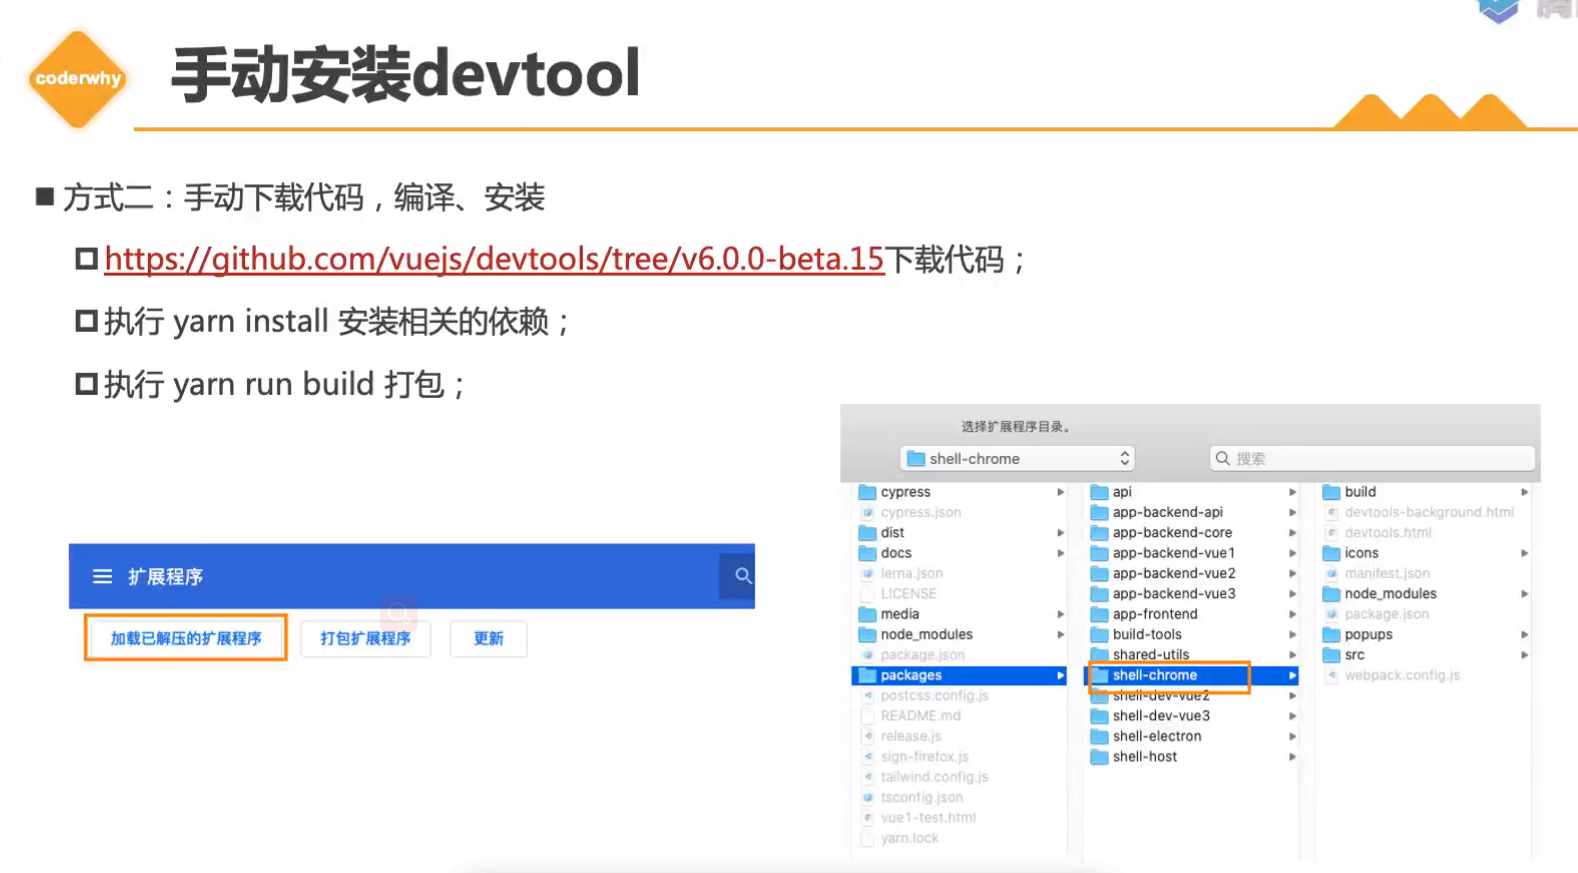 coderwhy
手动安装devtool
方式二：手动下载代码，编译、安装
https://github.com/vuejs/devtools/tree/v6.0.0-beta.15下载代码；
执行 yarn install 安装相关的依赖；
执行 yarn run build 打包；
扩展程序
加载已解压的扩展程序
打包扩展程序
更新
选择扩展程序目录。
shell-chrome
搜索
cypress
cypress.json
dist
docs
lerna.json
LICENSE
media
node_modules
package.json
packages
postcss.config.js
README.md
release.js
sign-firefox.js
tailwind.config.js
tsconfig.json
vue1-test.html
yarn.lock
api
app-backend-api
app-backend-core
app-backend-vue1
app-backend-vue2
app-backend-vue3
app-frontend
build-tools
shared-utils
shell-chrome
shell-dev-vue2
shell-dev-vue3
shell-electron
shell-host
build
devtools-background.html
devtools.html
icons
manifest.json
node_modules
package.json
popups
src
webpack.config.js